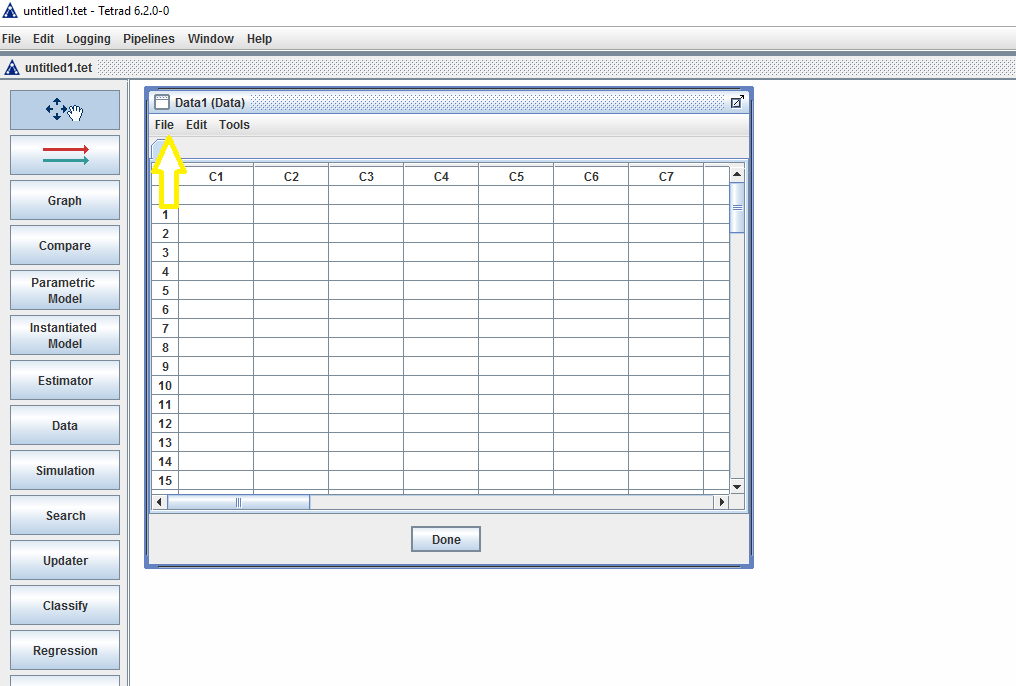 untitled1.tet - Tetrad 6.2.0-0
File Edit Logging Pipelines Window Help
untitled1.tet
Graph
Compare
Parametric
Model
Instantiated
Model
Estimator
Data
Simulation
Search
Updater
Classify
Regression
Data1 (Data)
File Edit Tools
C1 C2 C3 C4 C5 C6 C7
1
2
3
4
5
6
7
8
9
10
11
12
13
14
15
Done